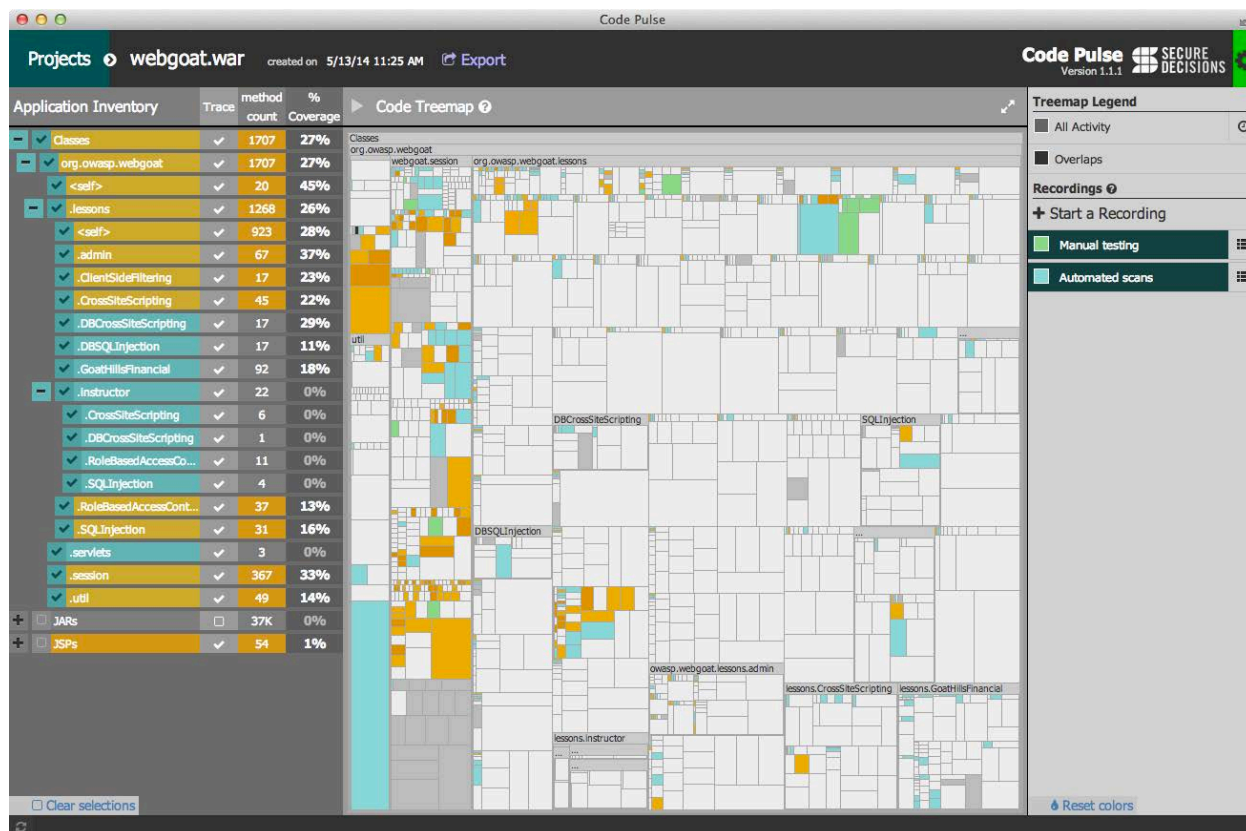 Code Pulse
Projects webgoat.war created on 5/13/14 11:25 AM Export
Code Pulse
Version 1.1.1
SECURE
DECISIONS
Application Inventory Trace method count % Coverage
Classes 1707 27%
org.owasp.webgoat 1707 27%
<self> 20 45%
.lessons 1268 26%
<self> 923 28%
.admin 67 37%
.ClientSideFiltering 17 23%
.CrossSiteScripting 45 22%
.DBCrossSiteScripting 17 29%
.DBSQLInjection 17 11%
.GoatHillsFinancial 92 18%
.instructor 22 0%
.CrossSiteScripting 6 0%
.DBCrossSiteScripting 1 0%
.RoleBasedAccessCo... 11 0%
.SQLInjection 4 0%
.RoleBasedAccessCont... 37 13%
.SQLInjection 31 16%
.servlets 3 0%
.session 367 33%
.util 49 14%
JARs 37K 0%
JSPs 54 1%
Clear selections
Code Treemap ?
Classes
org.owasp.webgoat
webgoat.session
org.owasp.webgoat.lessons
util
...
DBCrossSiteScripting
SQLInjection
DBSQLInjection
...
owasp.webgoat.lessons.admin
lessons.CrossSiteScripting
lessons.GoatHillsFinancial
lessons.instructor
...
...
...
Treemap Legend
All Activity
Overlaps
Recordings ?
+ Start a Recording
Manual testing
Automated scans
Reset colors